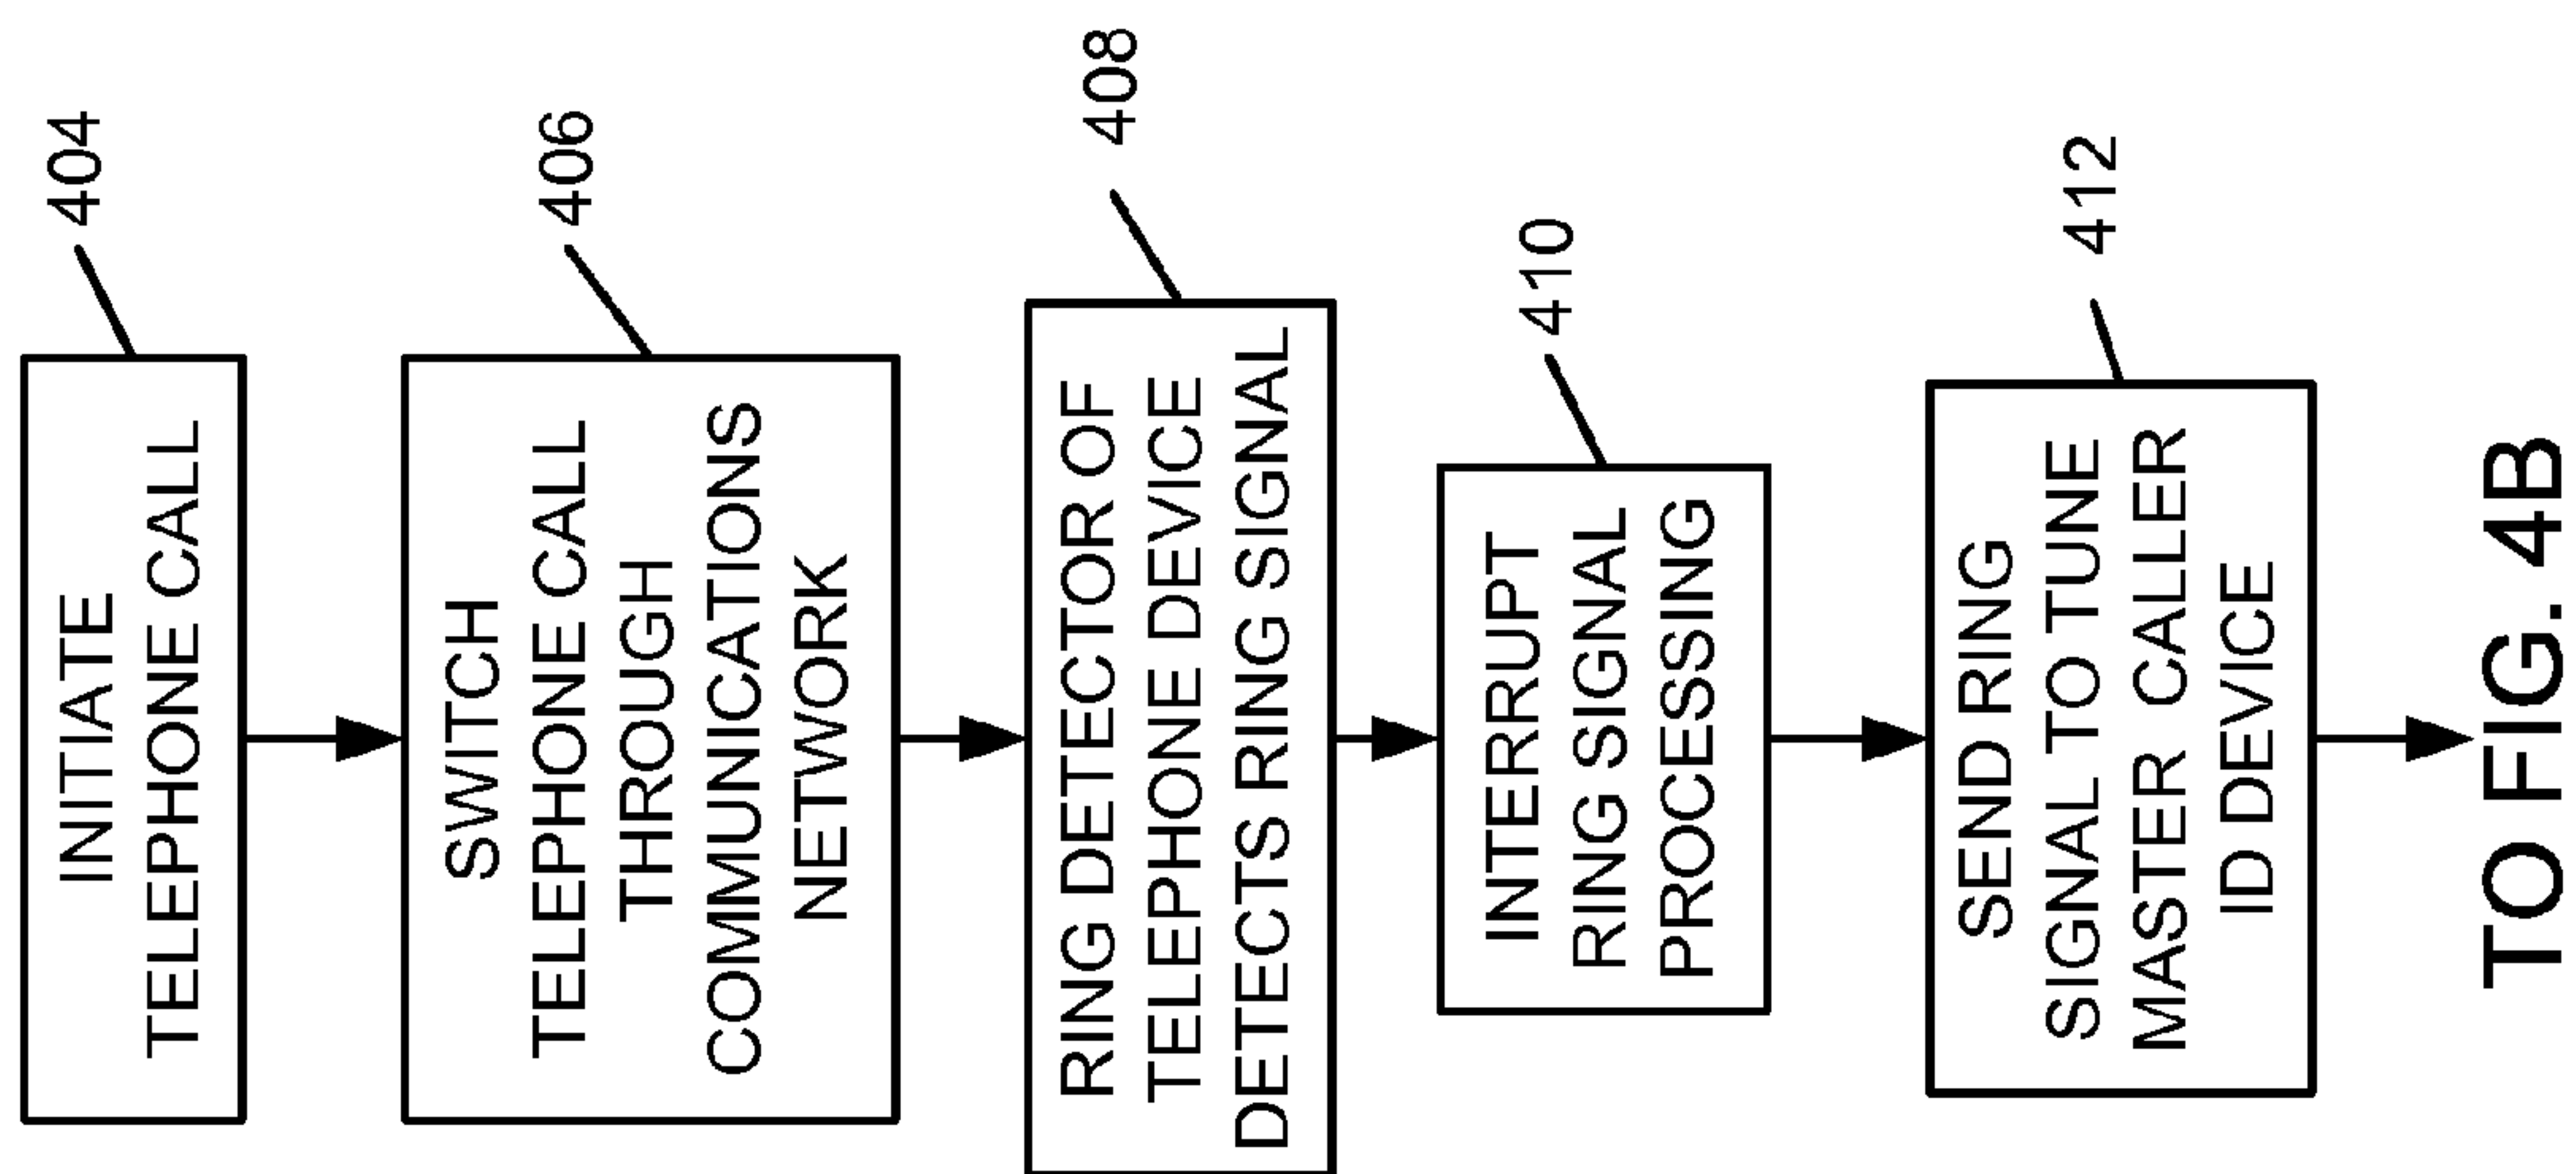 404
INITIATE
TELEPHONE CALL
406
SWITCH
TELEPHONE CALL
THROUGH
COMMUNICATIONS
NETWORK
408
RING DETECTOR OF
TELEPHONE DEVICE
DETECTS RING SIGNAL
410
INTERRUPT
RING SIGNAL
PROCESSING
412
SEND RING
SIGNAL TO TUNE
MASTER CALLER
ID DEVICE
TO FIG. 4B